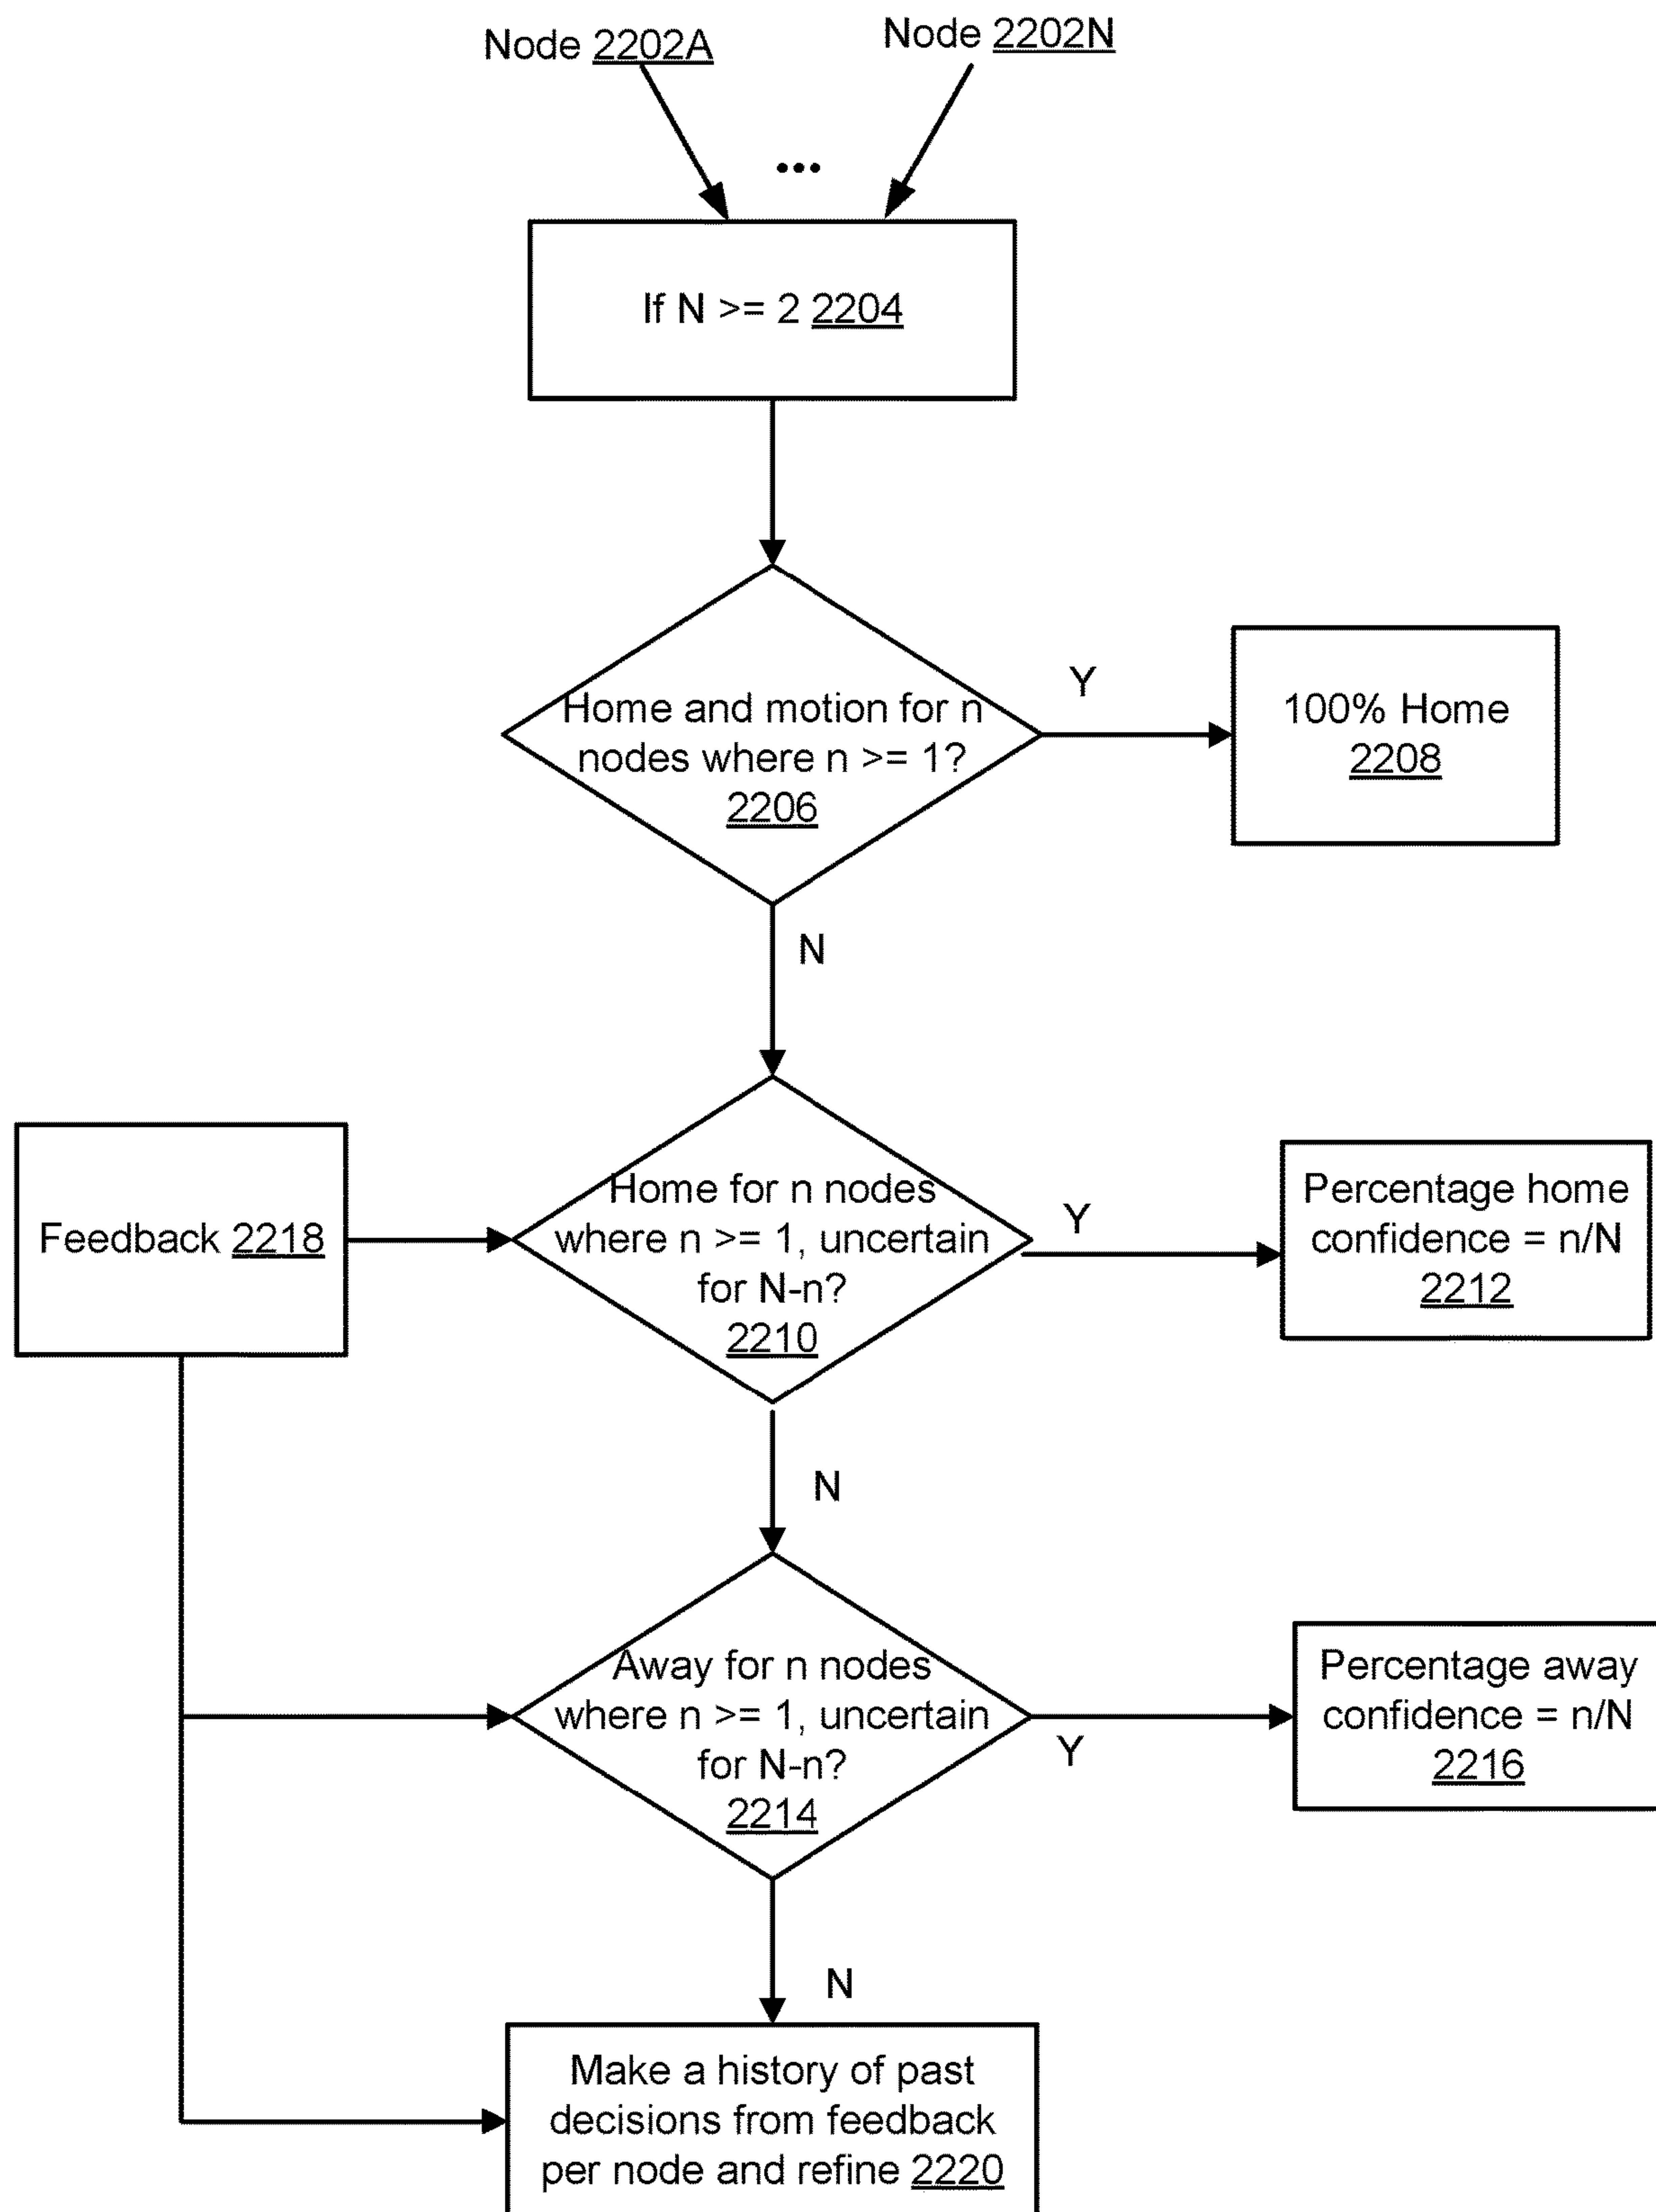 Node 2202A
Node 2202N
...
If N >= 2 2204
Home and motion for n
nodes where n >= 1?
2206
Y
100% Home
2208
N
Feedback 2218
Home for n nodes
where n >= 1, uncertain
for N-n?
2210
Y
Percentage home
confidence = n/N
2212
N
Away for n nodes
where n >= 1, uncertain
for N-n?
2214
Y
Percentage away
confidence = n/N
2216
N
Make a history of past
decisions from feedback
per node and refine 2220